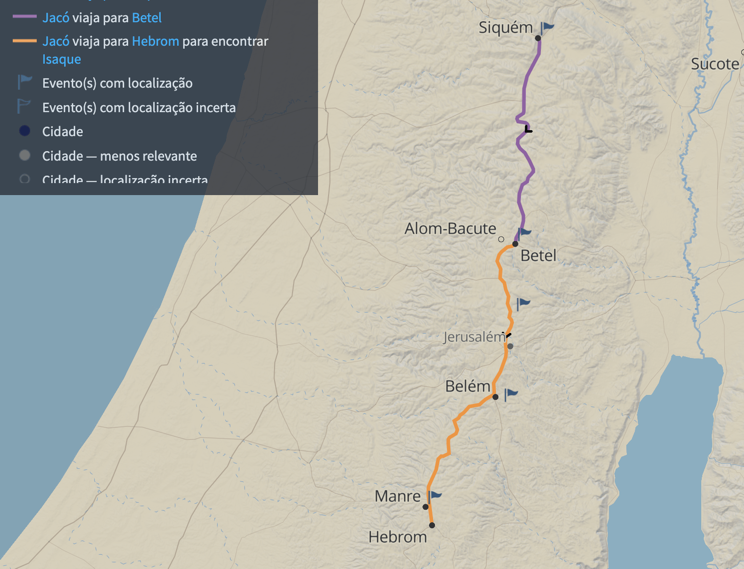 Jacó viaja para Betel
Jacó viaja para Hebrom para encontrar
Isaque
Evento(s) com localização
Evento(s) com localização incerta
Cidade
Cidade — menos relevante
Cidade — localização incerta
Siquém
Sucote
Alom-Bacute
Betel
Jerusalém
Belém
Manre
Hebrom